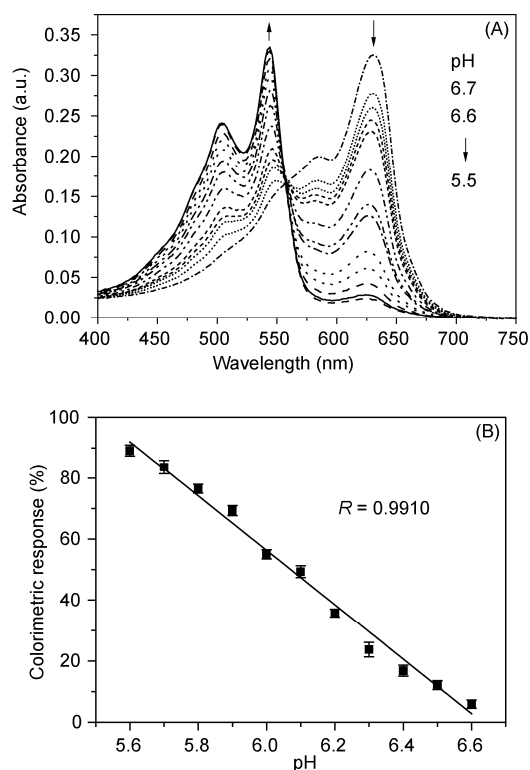 (A)
0.35
0.30
0.25
0.20
0.15
0.10
0.05
0.00
Absorbance (a.u.)
pH
6.7
6.6
5.5
400 450 500 550 600 650 700 750
Wavelength (nm)
(B)
100
80
60
40
20
0
Colorimetric response (%)
R = 0.9910
5.6 5.8 6.0 6.2 6.4 6.6
pH